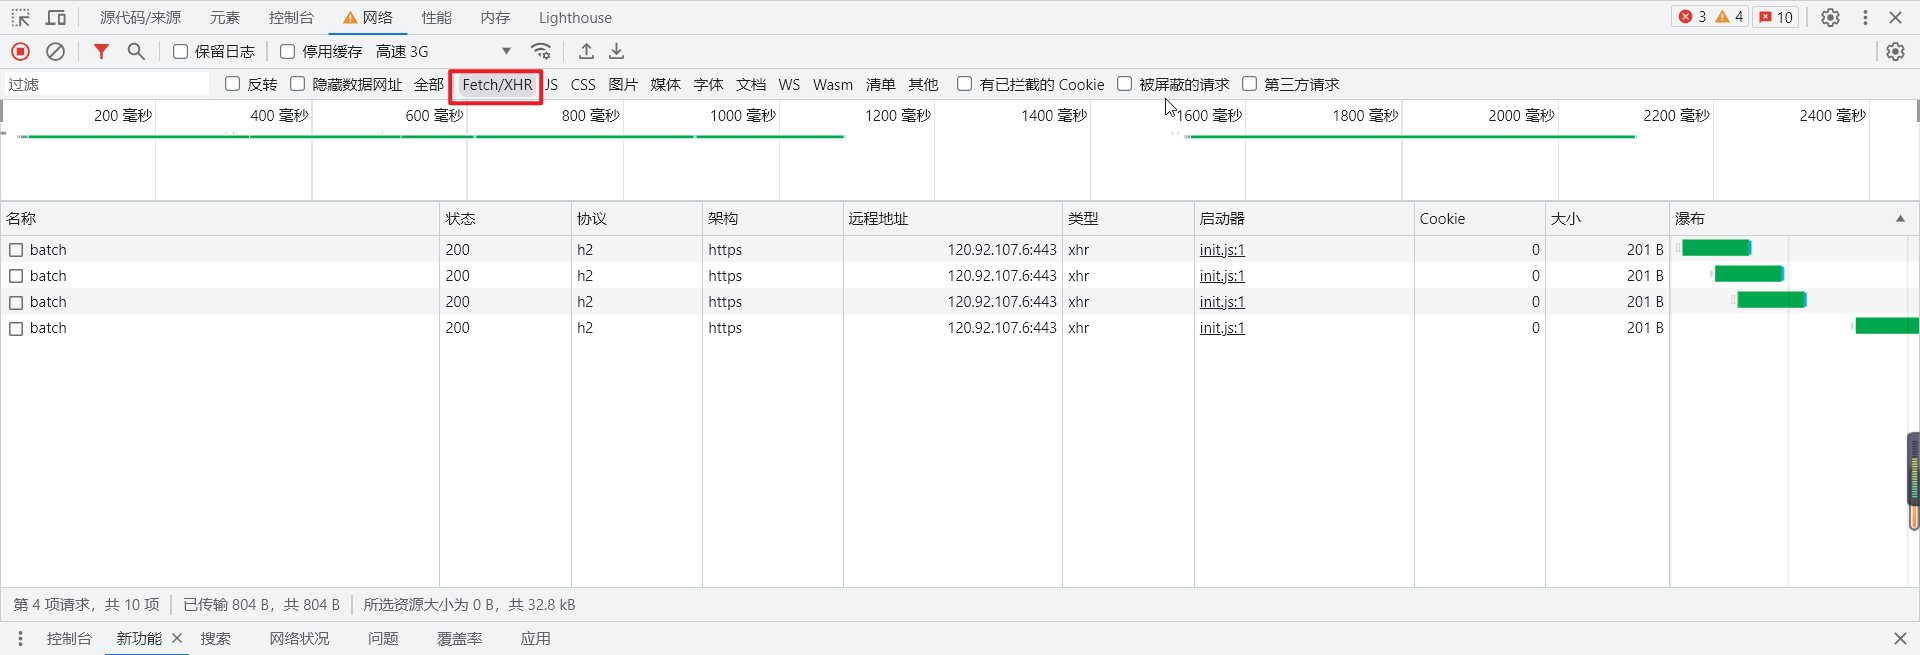 源代码/来源 元素 控制台 网络 性能 内存 Lighthouse 3 4 10
保留日志 停用缓存 高速 3G
过滤 反转 隐藏数据网址 全部 Fetch/XHR JS CSS 图片 媒体 字体 文档 WS Wasm 清单 其他 有已拦截的 Cookie 被屏蔽的请求 第三方请求
200 毫秒 400 毫秒 600 毫秒 800 毫秒 1000 毫秒 1200 毫秒 1400 毫秒 1600 毫秒 1800 毫秒 2000 毫秒 2200 毫秒 2400 毫秒
名称 状态 协议 架构 远程地址 类型 启动器 Cookie 大小 瀑布
batch 200 h2 https 120.92.107.6:443 xhr init.js:1 0 201 B
batch 200 h2 https 120.92.107.6:443 xhr init.js:1 0 201 B
batch 200 h2 https 120.92.107.6:443 xhr init.js:1 0 201 B
batch 200 h2 https 120.92.107.6:443 xhr init.js:1 0 201 B
第 4 项请求，共 10 项 已传输 804 B，共 804 B 所选资源大小为 0 B，共 32.8 kB
控制台 新功能 搜索 网络状况 问题 覆盖率 应用